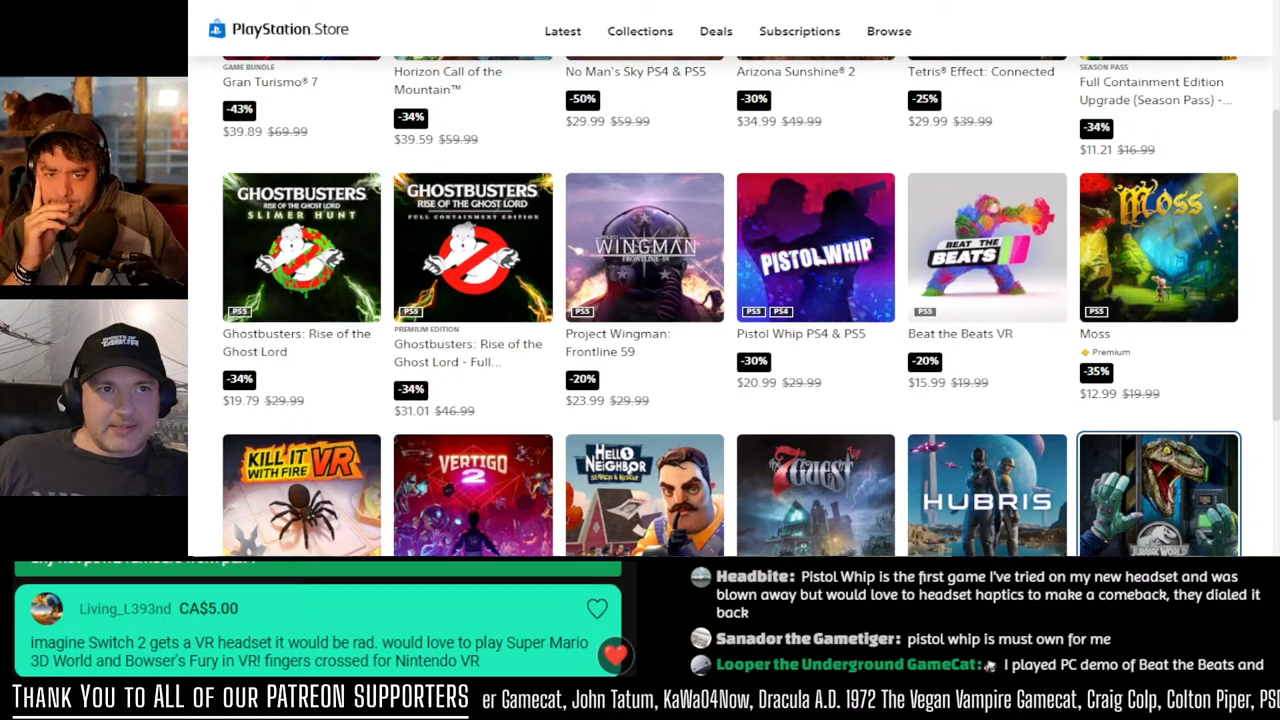 PlayStation.Store
Latest Collections Deals Subscriptions Browse
GAME BUNDLE
Gran Turismo® 7
-43%
$39.89 $69.99
Horizon Call of the
Mountain™
-34%
$39.59 $59.99
No Man's Sky PS4 & PS5
-50%
$29.99 $59.99
Arizona Sunshine® 2
-30%
$34.99 $49.99
Tetris® Effect: Connected
-25%
$29.99 $39.99
SEASON PASS
Full Containment Edition
Upgrade (Season Pass) -...
-34%
$11.21 $16.99
GHOSTBUSTERS
RISE OF THE GHOST LORD
SLIMER HUNT
PS5
Ghostbusters: Rise of the
Ghost Lord
-34%
$19.79 $29.99
GHOSTBUSTERS
RISE OF THE GHOST LORD
FULL CONTAINMENT EDITION
PS5
PREMIUM EDITION
Ghostbusters: Rise of the
Ghost Lord - Full...
-34%
$31.01 $46.99
WINGMAN
FRONTLINE-59
PS5
Project Wingman:
Frontline 59
-20%
$23.99 $29.99
PISTOL WHIP
PS5 PS4
Pistol Whip PS4 & PS5
-30%
$20.99 $29.99
BEAT THE
BEATS
PS5
Beat the Beats VR
-20%
$15.99 $19.99
Moss
PS5
Moss
Premium
-35%
$12.99 $19.99
KILL IT
WITH FIRE VR
VERTIGO
2
HELLO
NEIGHBOR
SEARCH & RESCUE
7th GUEST
HUBRIS
JURASSIC WORLD
Living_L393nd CA$5.00
imagine Switch 2 gets a VR headset it would be rad. would love to play Super Mario
3D World and Bowser's Fury in VR! fingers crossed for Nintendo VR
Headbite: Pistol Whip is the first game I've tried on my new headset and was
blown away but would love to headset haptics to make a comeback, they dialed it
back
Sanador the Gametiger: pistol whip is must own for me
Looper the Underground GameCat: I played PC demo of Beat the Beats and
THANK YOU TO ALL OF OUR PATREON SUPPORTERS
er Gamecat, John Tatum, KaWa04Now, Dracula A.D. 1972 The Vegan Vampire Gamecat, Craig Colp, Colton Piper, PS